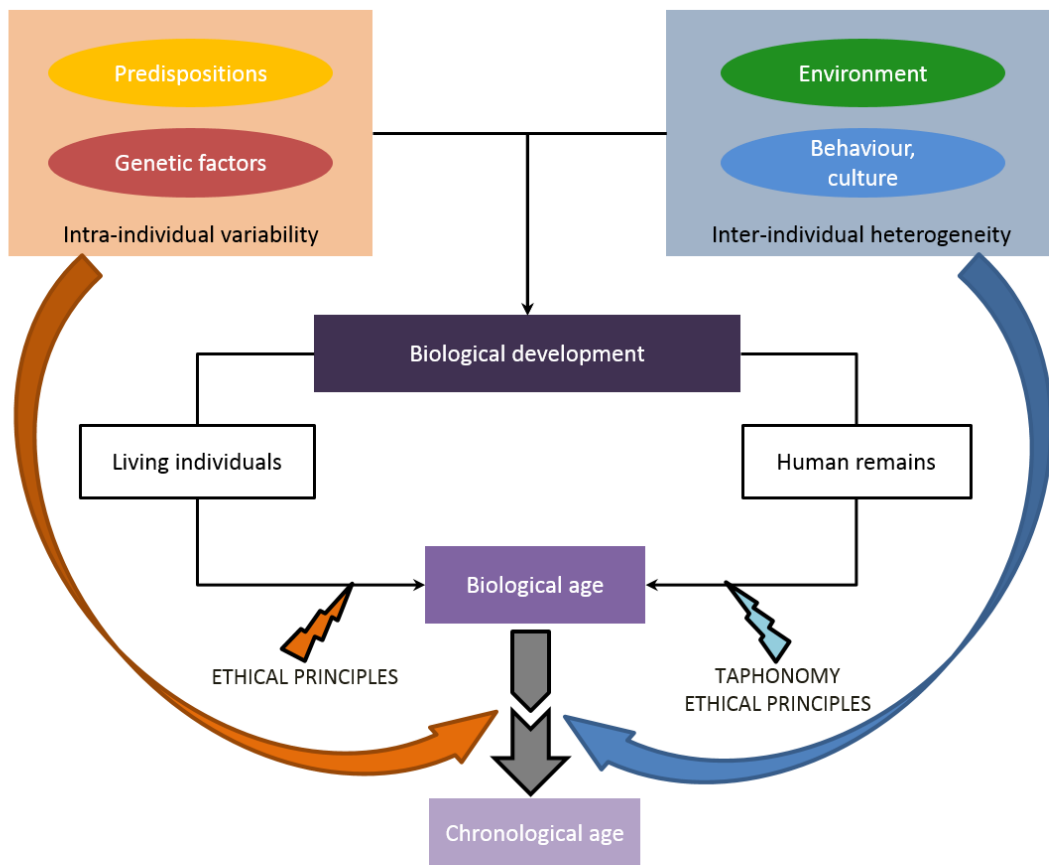 Predispositions
Genetic factors
Intra-individual variability
Environment
Behaviour,
culture
Inter-individual heterogeneity
Biological development
Living individuals
Human remains
Biological age
ETHICAL PRINCIPLES
TAPHONOMY
ETHICAL PRINCIPLES
Chronological age